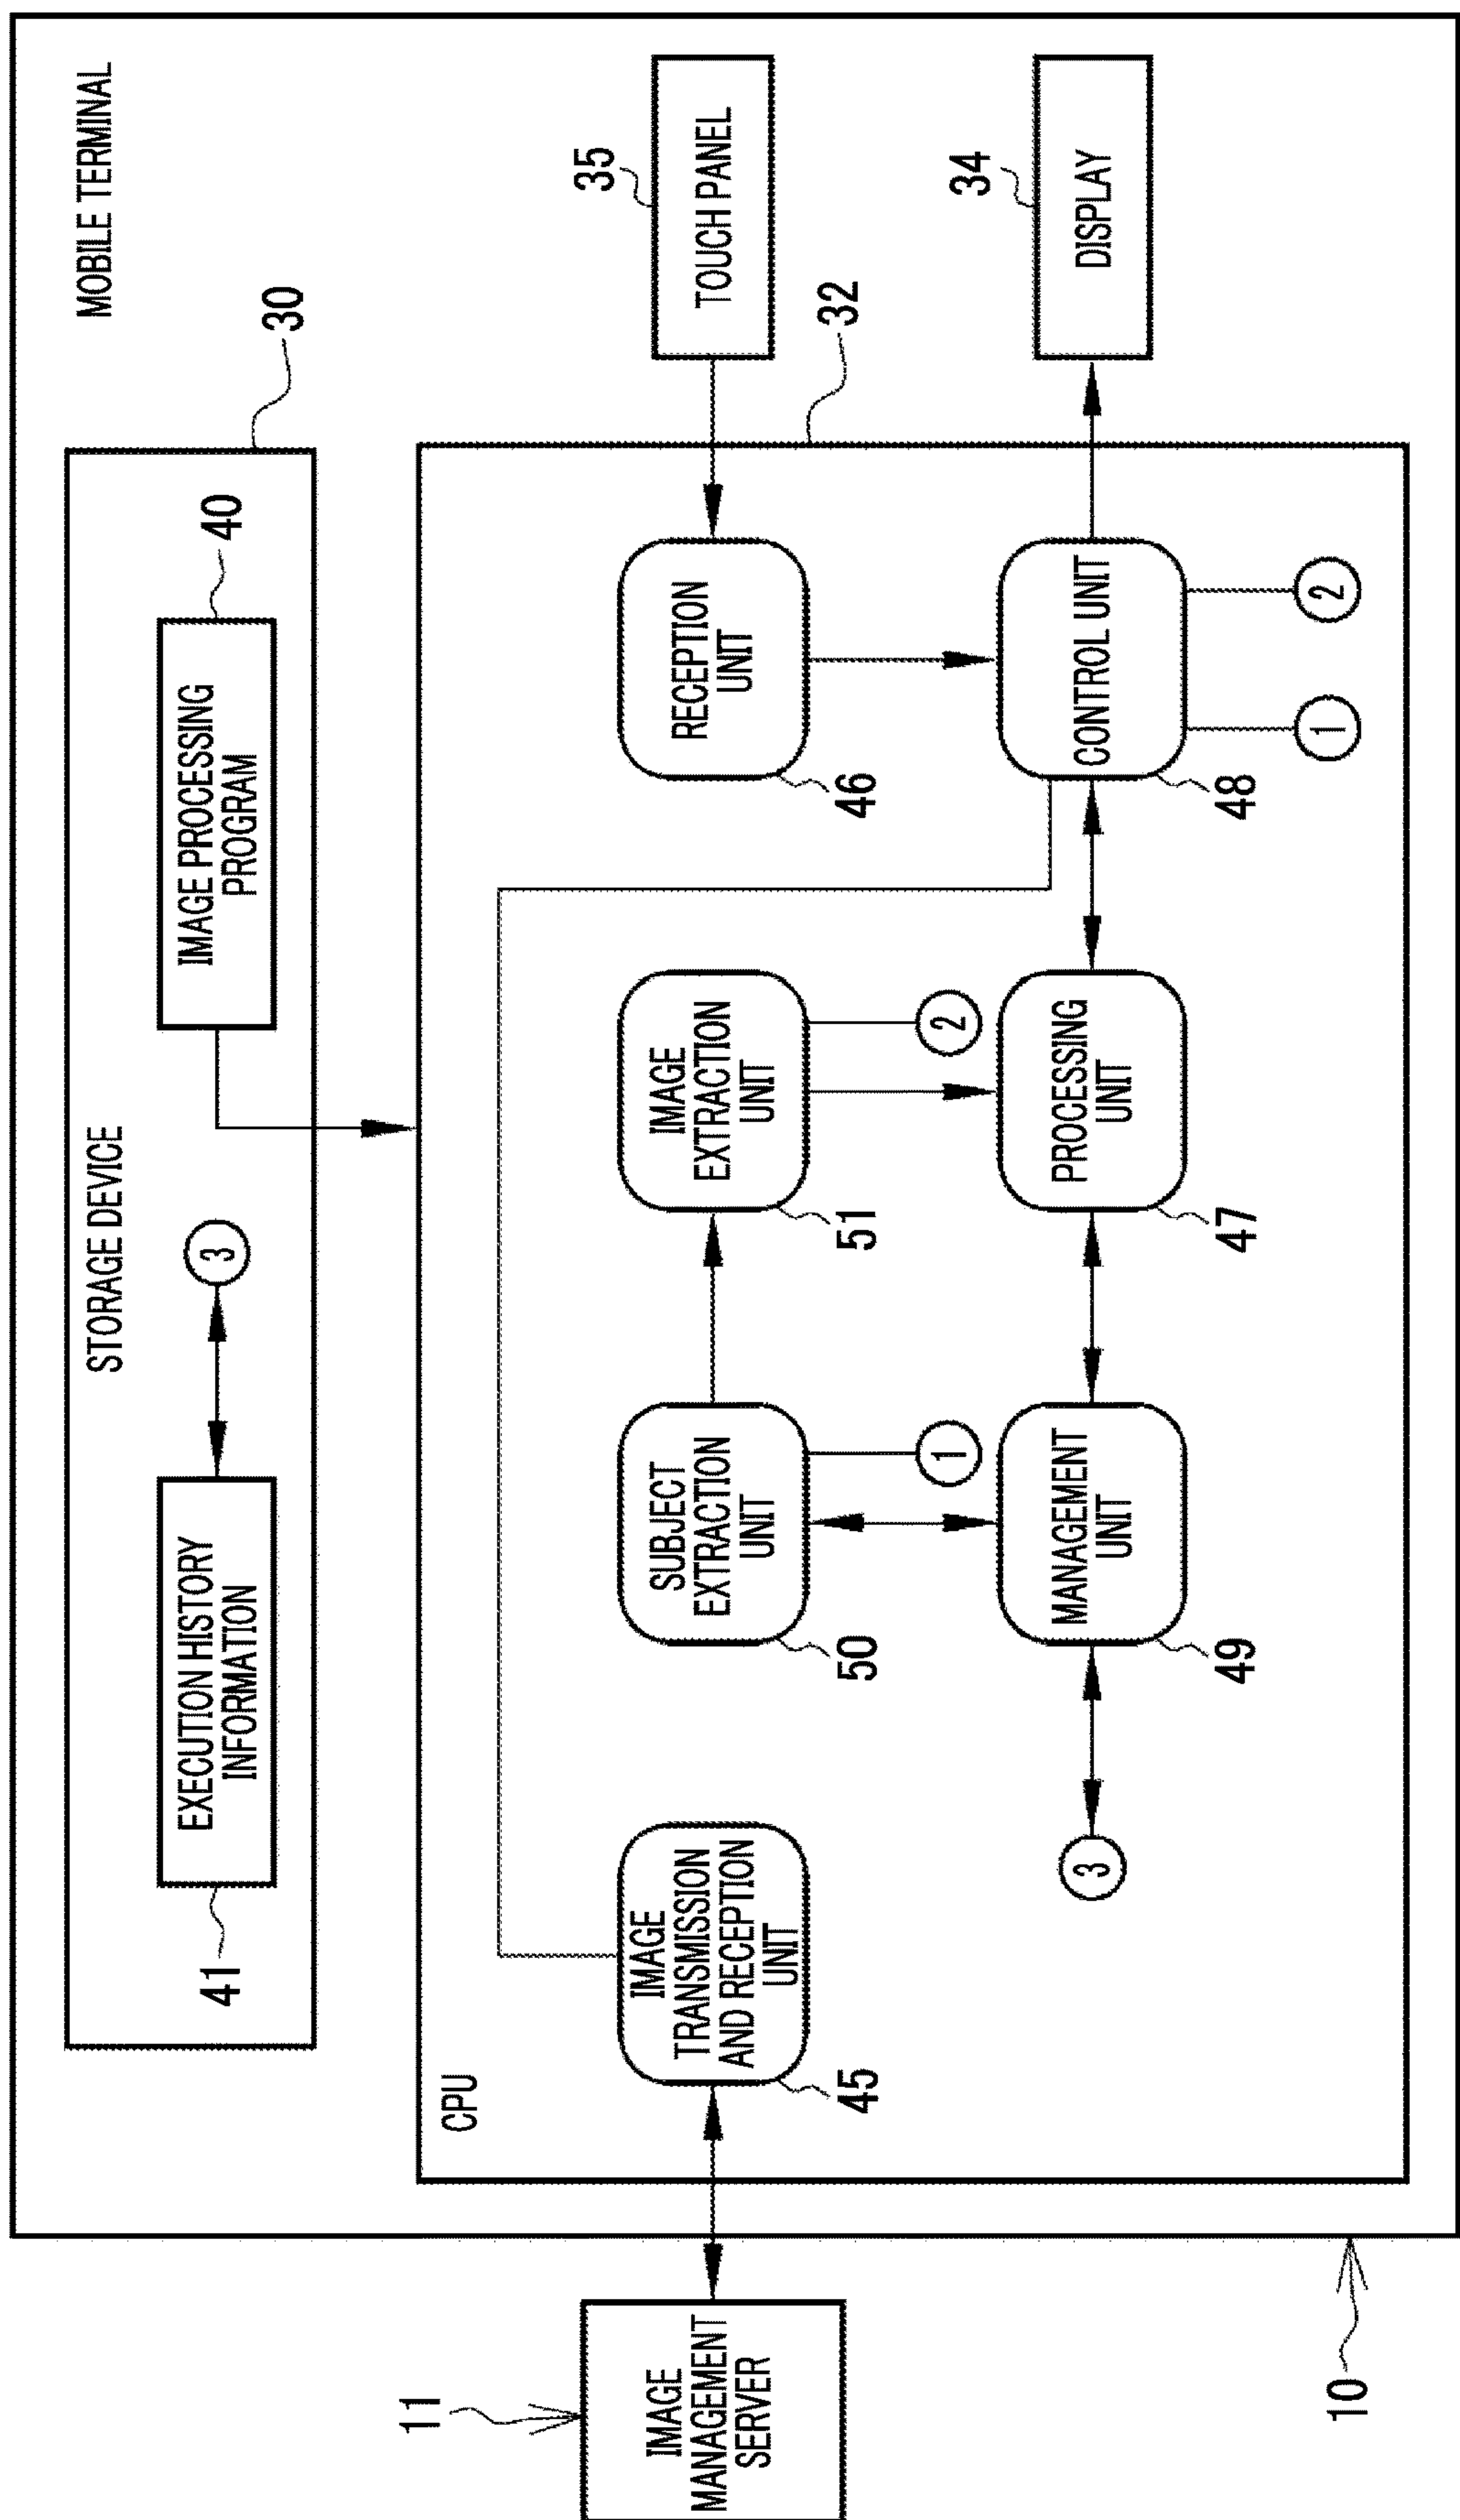 MOBILE TERMINAL
STORAGE DEVICE
30
41
EXECUTION HISTORY
INFORMATION
3
IMAGE PROCESSING
PROGRAM
40
11
IMAGE
MANAGEMENT
SERVER
CPU
32
IMAGE
TRANSMISSION
AND RECEPTION
UNIT
45
SUBJECT
EXTRACTION
UNIT
50
1
IMAGE
EXTRACTION
UNIT
51
2
RECEPTION
UNIT
46
35
TOUCH PANEL
3
MANAGEMENT
UNIT
49
PROCESSING
UNIT
47
CONTROL UNIT
48
1
2
34
DISPLAY
10